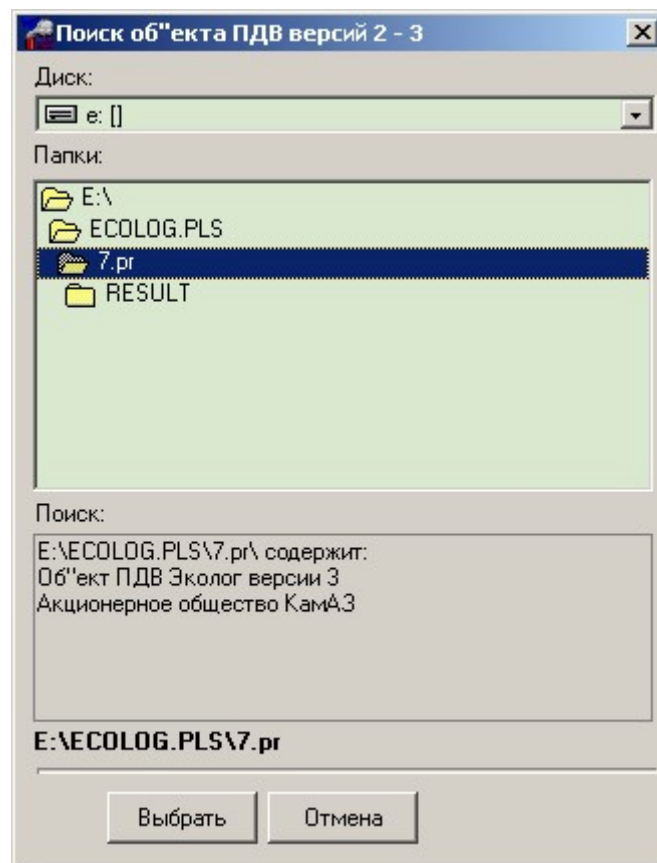 Поиск об"екта ПДВ версий 2 - 3
Диск:
e: []
Папки:
E:\
ECOLOG.PLS
7.pr
RESULT
Поиск:
E:\ECOLOG.PLS\7.pr\ содержит:
Об"ект ПДВ Эколог версии 3
Акционерное общество КамАЗ
E:\ECOLOG.PLS\7.pr
Выбрать
Отмена